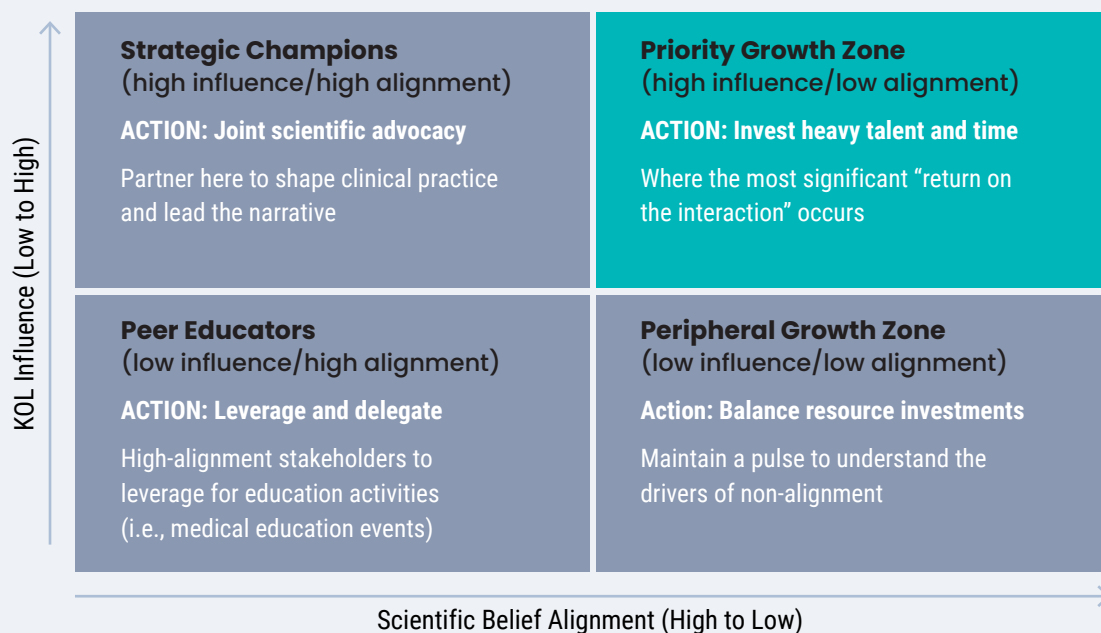 KOL Influence (Low to High)
Strategic Champions
(high influence/high alignment)
ACTION: Joint scientific advocacy
Partner here to shape clinical practice
and lead the narrative
Priority Growth Zone
(high influence/low alignment)
ACTION: Invest heavy talent and time
Where the most significant “return on
the interaction” occurs
Peer Educators
(low influence/high alignment)
ACTION: Leverage and delegate
High-alignment stakeholders to
leverage for education activities
(i.e., medical education events)
Peripheral Growth Zone
(low influence/low alignment)
Action: Balance resource investments
Maintain a pulse to understand the
drivers of non-alignment
Scientific Belief Alignment (High to Low)